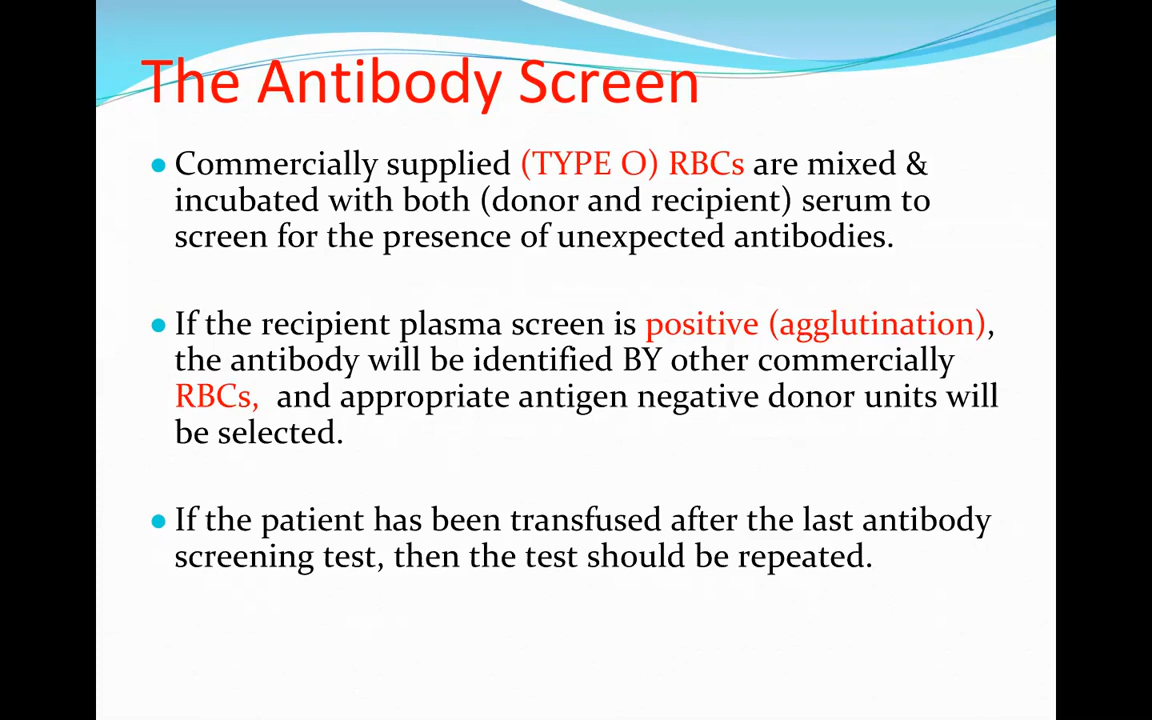 The Antibody Screen
• Commercially supplied (TYPE O) RBCs are mixed &
incubated with both (donor and recipient) serum to
screen for the presence of unexpected antibodies.
• If the recipient plasma screen is positive (agglutination),
the antibody will be identified BY other commercially
RBCs, and appropriate antigen negative donor units will
be selected.
• If the patient has been transfused after the last antibody
screening test, then the test should be repeated.